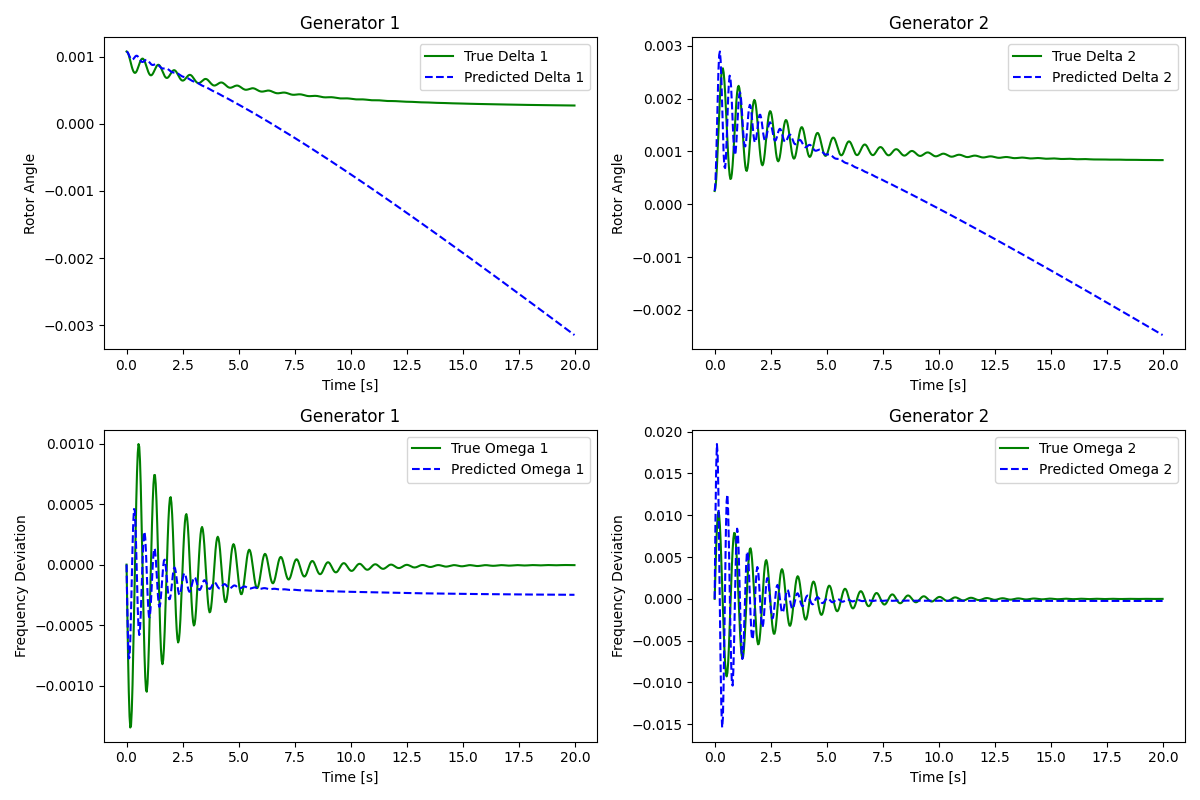 Generator 1
True Delta 1
Predicted Delta 1
Rotor Angle
0.001
0.000
−0.001
−0.002
−0.003
0.0 2.5 5.0 7.5 10.0 12.5 15.0 17.5 20.0
Time [s]
Generator 2
True Delta 2
Predicted Delta 2
Rotor Angle
0.003
0.002
0.001
0.000
−0.001
−0.002
0.0 2.5 5.0 7.5 10.0 12.5 15.0 17.5 20.0
Time [s]
Generator 1
True Omega 1
Predicted Omega 1
Frequency Deviation
0.0010
0.0005
0.0000
−0.0005
−0.0010
0.0 2.5 5.0 7.5 10.0 12.5 15.0 17.5 20.0
Time [s]
Generator 2
True Omega 2
Predicted Omega 2
Frequency Deviation
0.020
0.015
0.010
0.005
0.000
−0.005
−0.010
−0.015
0.0 2.5 5.0 7.5 10.0 12.5 15.0 17.5 20.0
Time [s]